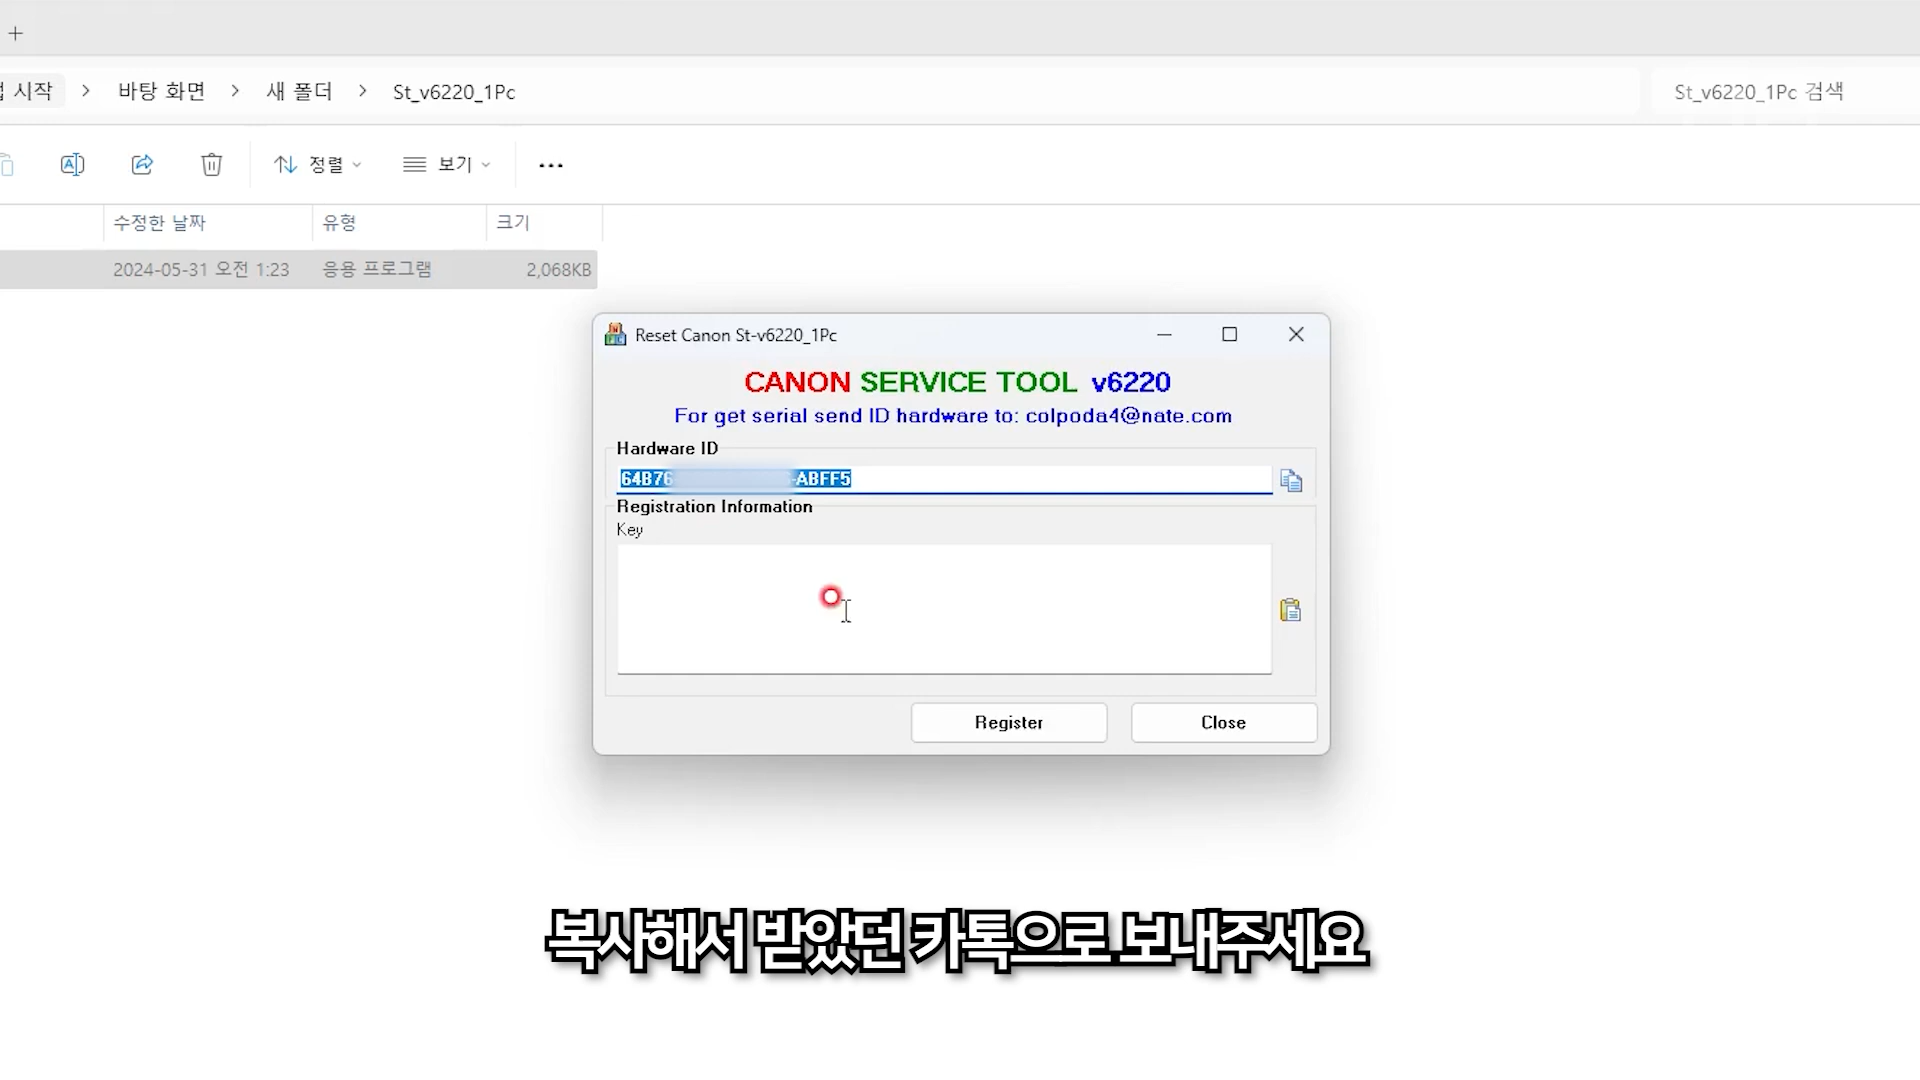 시작 > 바탕 화면 > 새 폴더 > St_v6220_1Pc
St_v6220_1Pc 검색
정렬
보기
수정한 날짜 유형 크기
2024-05-31 오전 1:23 응용 프로그램 2,068KB
Reset Canon St-v6220_1Pc
CANON SERVICE TOOL v6220
For get serial send ID hardware to: colpoda4@nate.com
Hardware ID
64B76 -ABFF5
Registration Information
Key
Register Close
복사해서 받았던 카톡으로 보내주세요